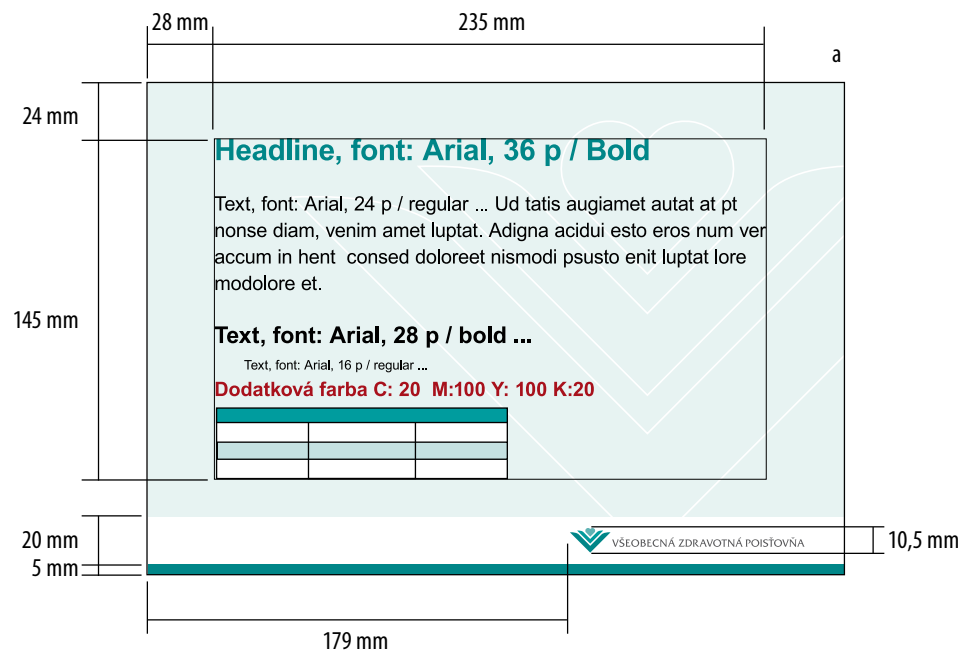 28 mm
235 mm
a
24 mm
Headline, font: Arial, 36 p / Bold
Text, font: Arial, 24 p / regular ... Ud tatis augiamet autat at pt
nonse diam, venim amet luptat. Adigna acidui esto eros num ver
accum in hent  consed doloreet nismodi psusto enit luptat lore
modolore et.
145 mm
Text, font: Arial, 28 p / bold ...
Text, font: Arial, 16 p / regular ...
Dodatková farba C: 20  M:100 Y: 100 K:20
20 mm
VŠEOBECNÁ ZDRAVOTNÁ POISŤOVŇA
10,5 mm
5 mm
179 mm